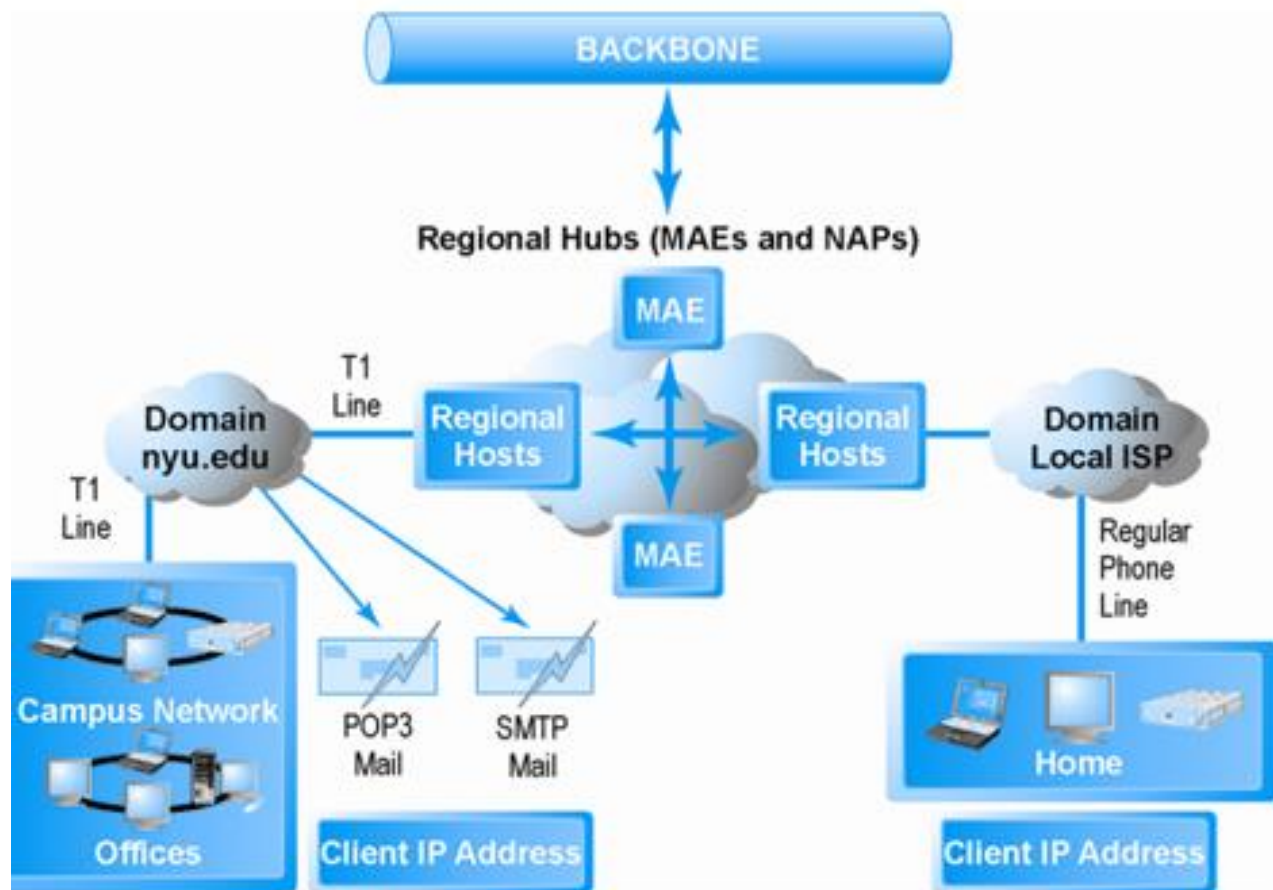 BACKBONE
Regional Hubs (MAEs and NAPs)
MAE
T1
Line
Regional
Hosts
Regional
Hosts
Domain
nyu.edu
Domain
Local ISP
T1
Line
MAE
Regular
Phone
Line
Campus Network
POP3
Mail
SMTP
Mail
Home
Offices
Client IP Address
Client IP Address